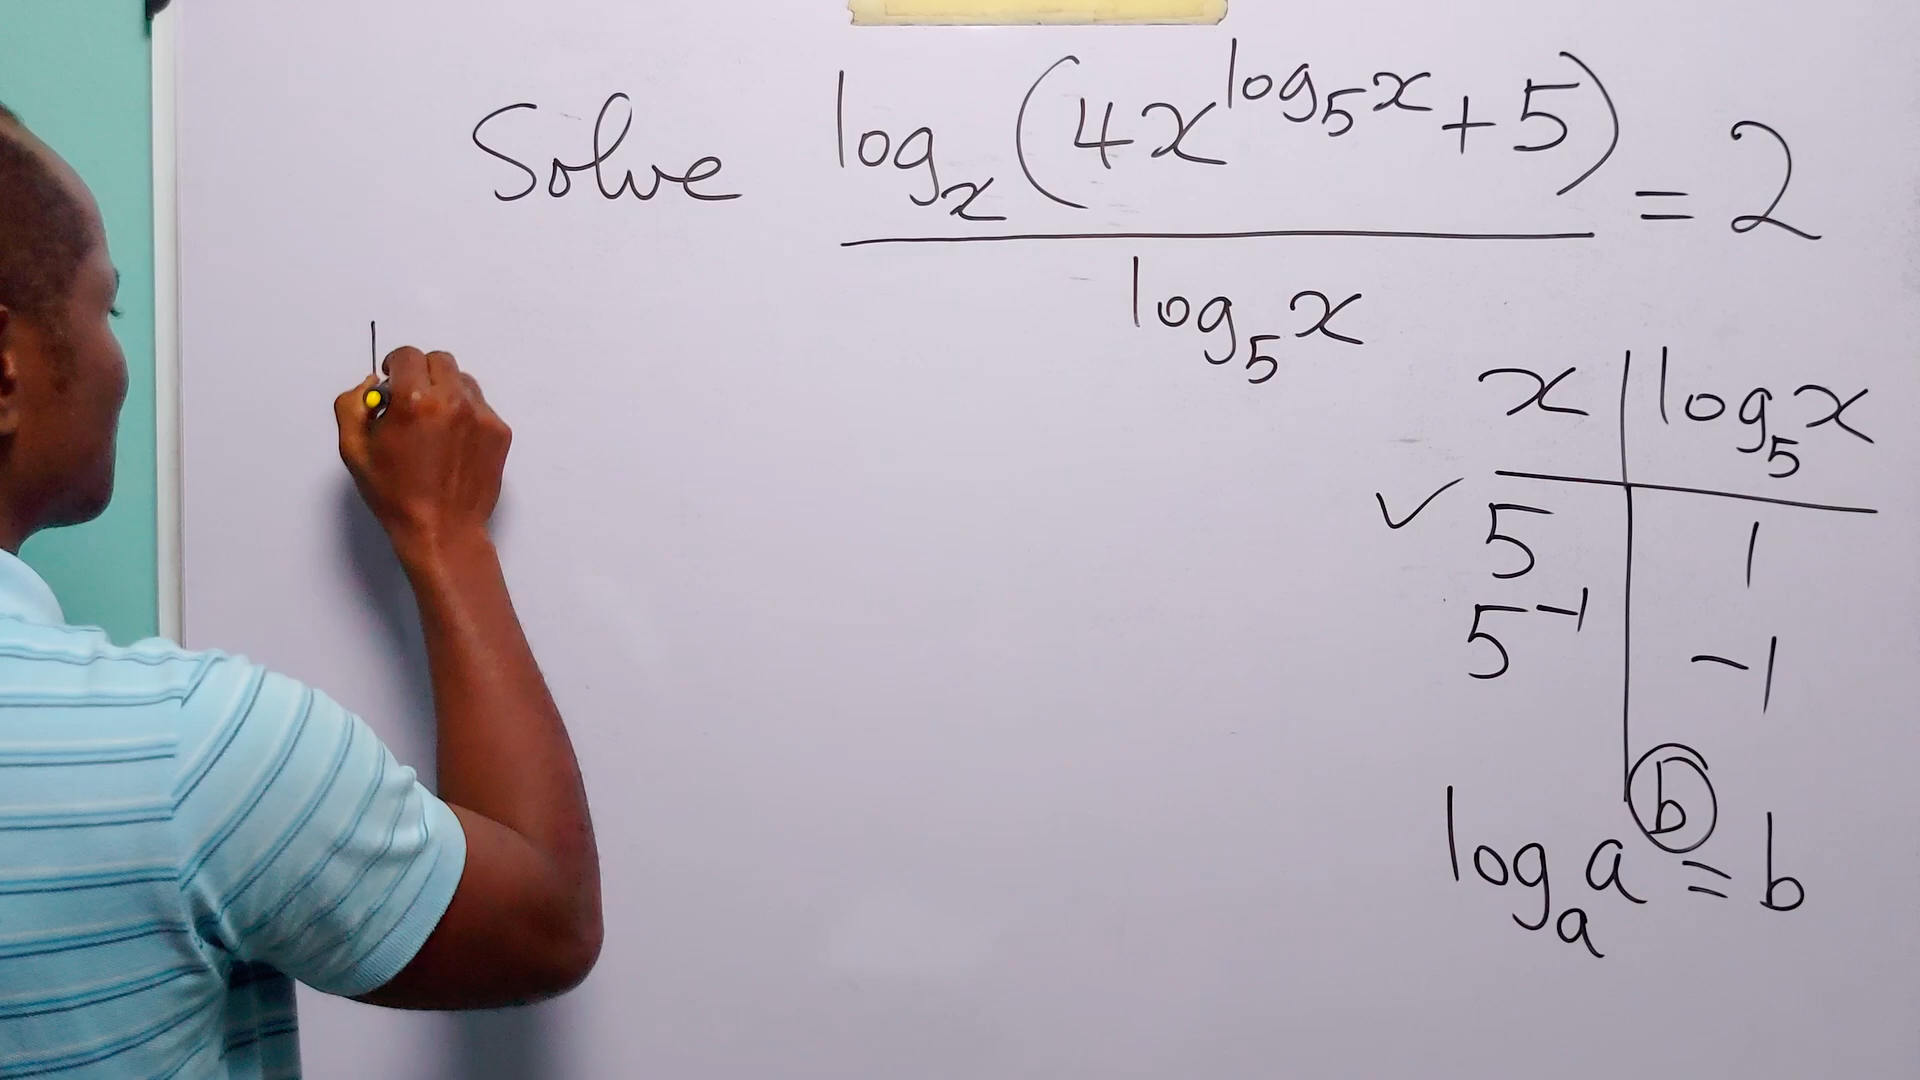 Solve log_x (4x^{log_5 x} + 5) = 2
log_5 x
x | log_5 x
✓ 5 | 1
5^{-1} | -1
log_a a^{b} = b